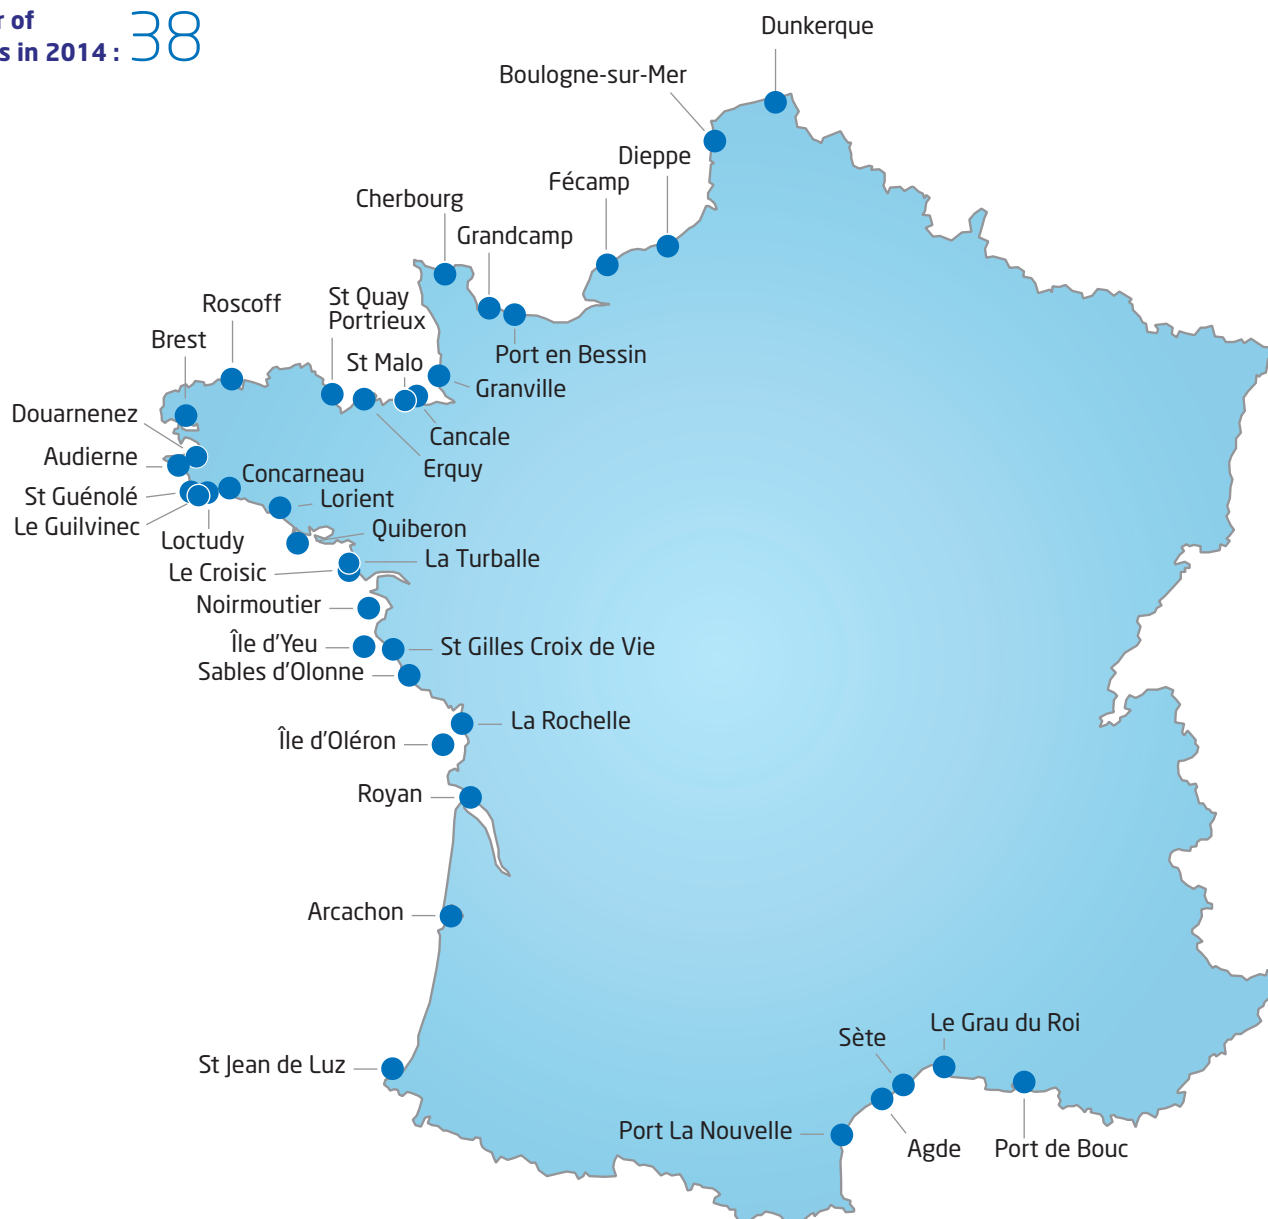 r of
s in 2014 : 38
Dunkerque
Boulogne-sur-Mer
Dieppe
Fécamp
Cherbourg
Grandcamp
St Quay
Portrieux
Roscoff
Brest
St Malo
Port en Bessin
Granville
Douarnenez
Cancale
Audierne
Erquy
Concarneau
St Guénolé
Lorient
Le Guilvinec
Loctudy
Quiberon
La Turballe
Le Croisic
Noirmoutier
Île d'Yeu
St Gilles Croix de Vie
Sables d'Olonne
La Rochelle
Île d'Oléron
Royan
Arcachon
Le Grau du Roi
Sète
St Jean de Luz
Port La Nouvelle
Agde
Port de Bouc